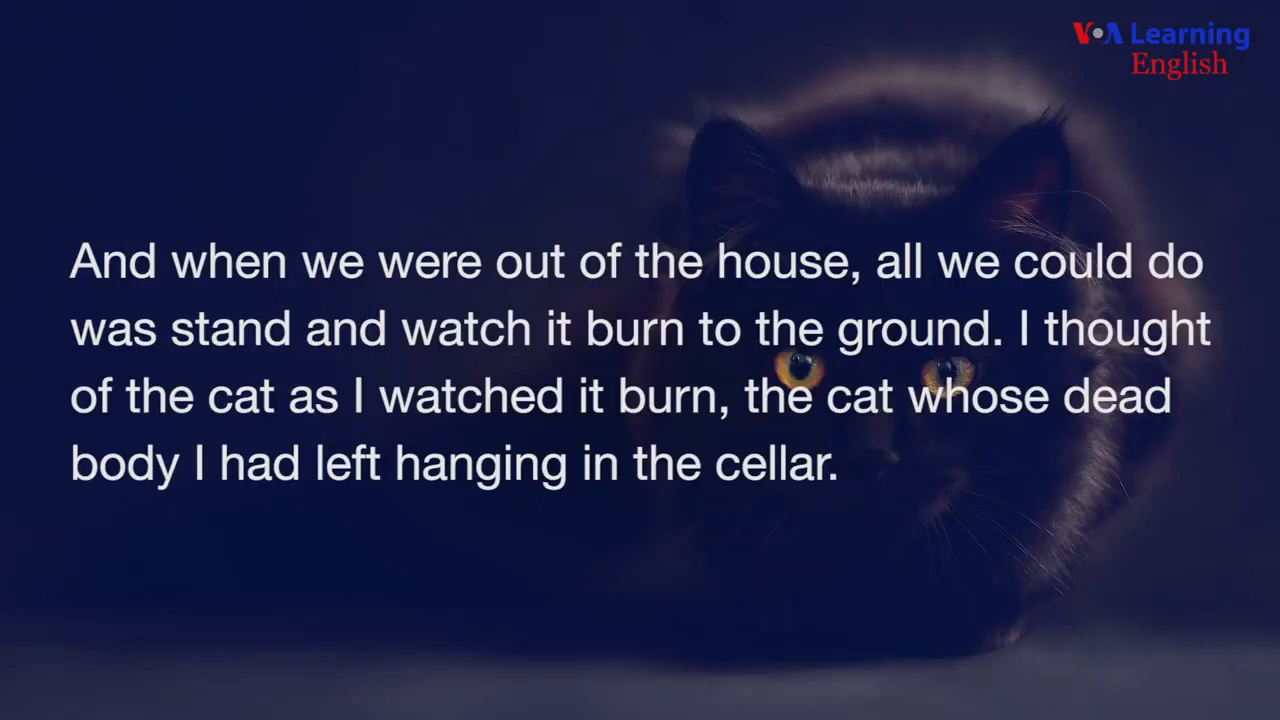 VOA Learning
English
And when we were out of the house, all we could do
was stand and watch it burn to the ground. I thought
of the cat as I watched it burn, the cat whose dead
body I had left hanging in the cellar.